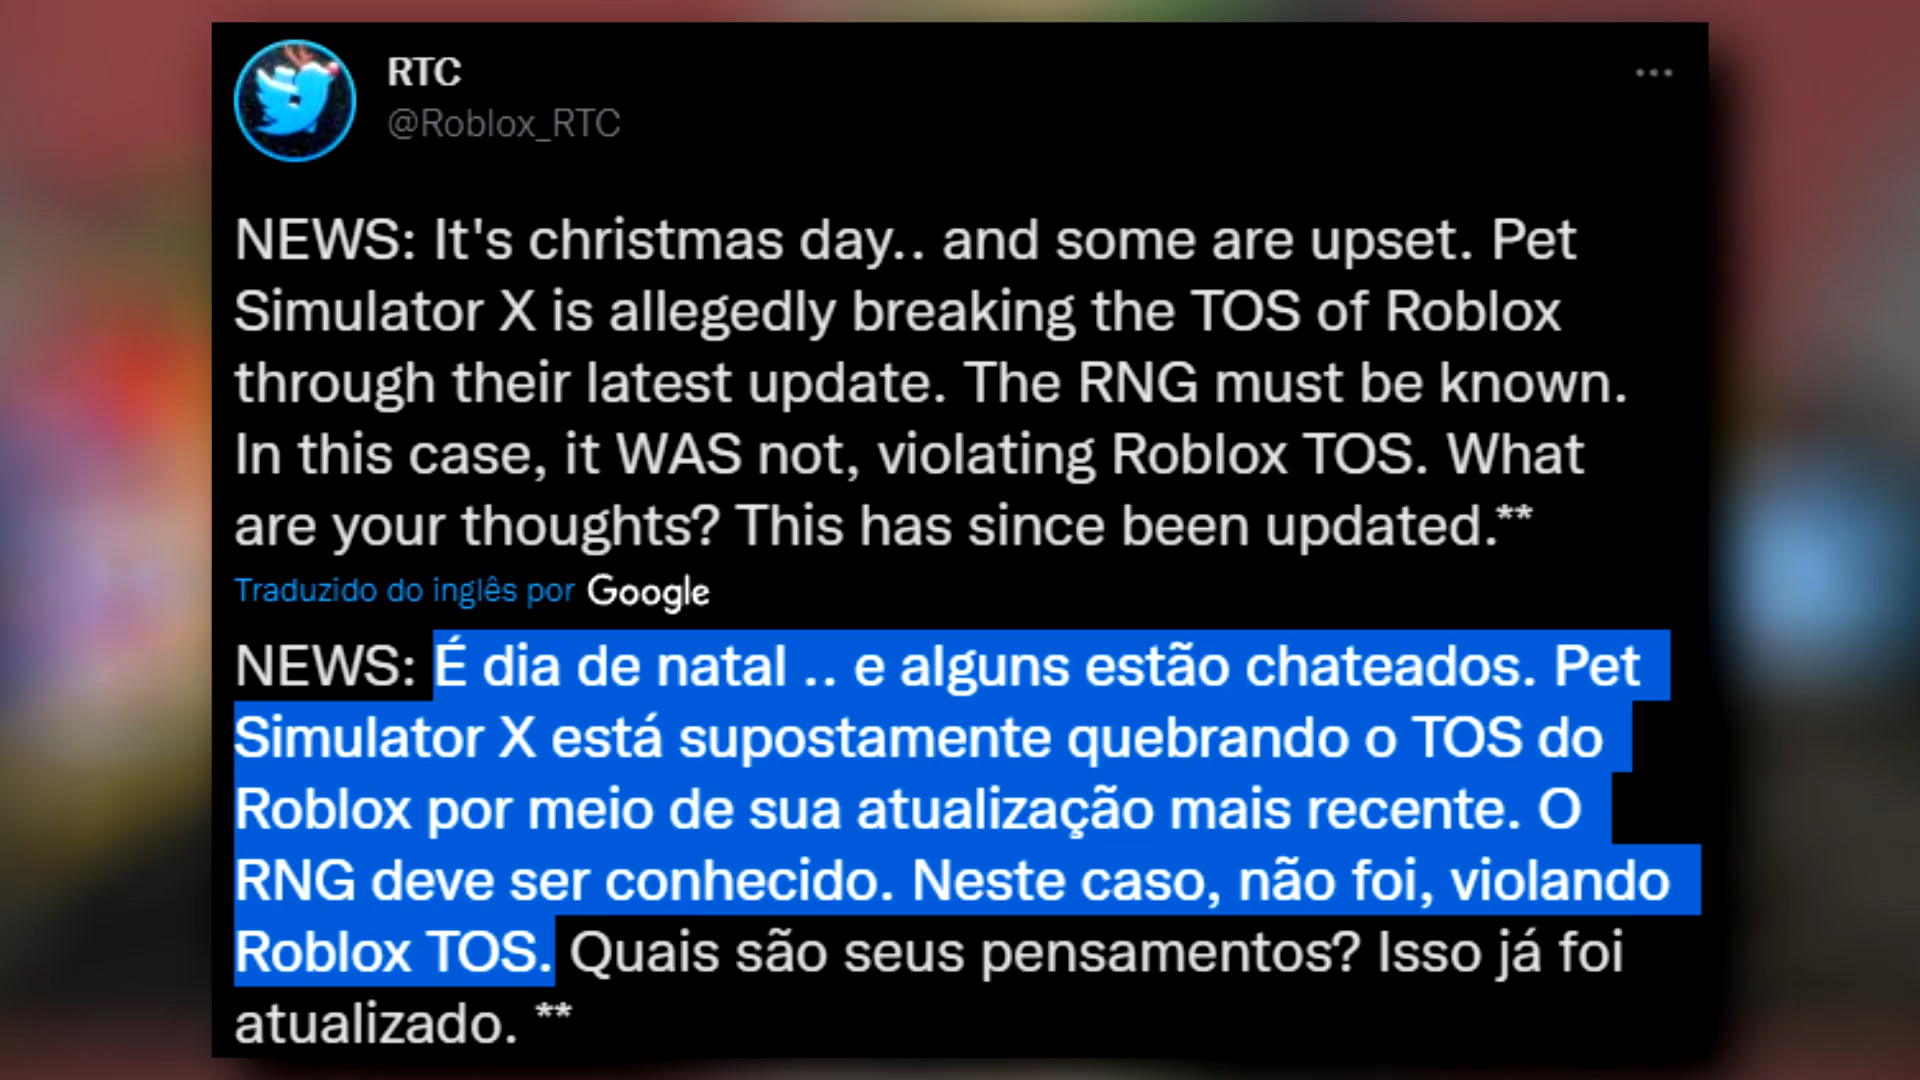 RTC
@Roblox_RTC
NEWS: It's christmas day.. and some are upset. Pet
Simulator X is allegedly breaking the TOS of Roblox
through their latest update. The RNG must be known.
In this case, it WAS not, violating Roblox TOS. What
are your thoughts? This has since been updated.**
Traduzido do inglês por Google
NEWS: É dia de natal .. e alguns estão chateados. Pet
Simulator X está supostamente quebrando o TOS do
Roblox por meio de sua atualização mais recente. O
RNG deve ser conhecido. Neste caso, não foi, violando
Roblox TOS. Quais são seus pensamentos? Isso já foi
atualizado. **